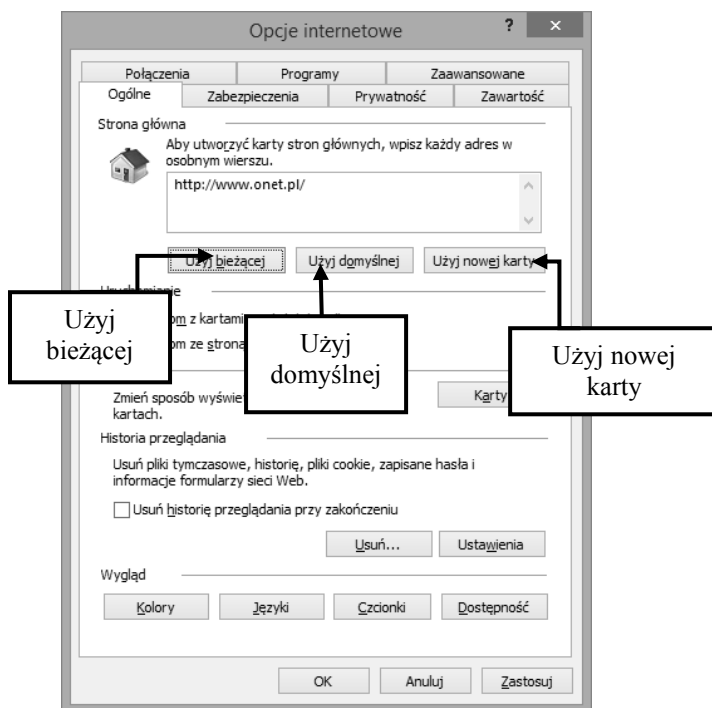 Opcje internetowe ? ×
Połączenia Programy Zaawansowane
Ogólne Zabezpieczenia Prywatność Zawartość
Strona główna
Aby utworzyć karty stron głównych, wpisz każdy adres w
osobnym wierszu.
http://www.onet.pl/
Użyj bieżącej Użyj domyślnej Użyj nowej karty
Użyj
bieżącej
z kartami
ze
Użyj
domyślnej
Użyj nowej
karty
Zmień sposób
kartach.
Karty
Historia przeglądania
Usuń pliki tymczasowe, historię, pliki cookie, zapisane hasła i
informacje formularzy sieci Web.
Usuń historię przeglądania przy zakończeniu
Usuń... Ustawienia
Wygląd
Kolory Języki Czcionki Dostępność
OK Anuluj Zastosuj